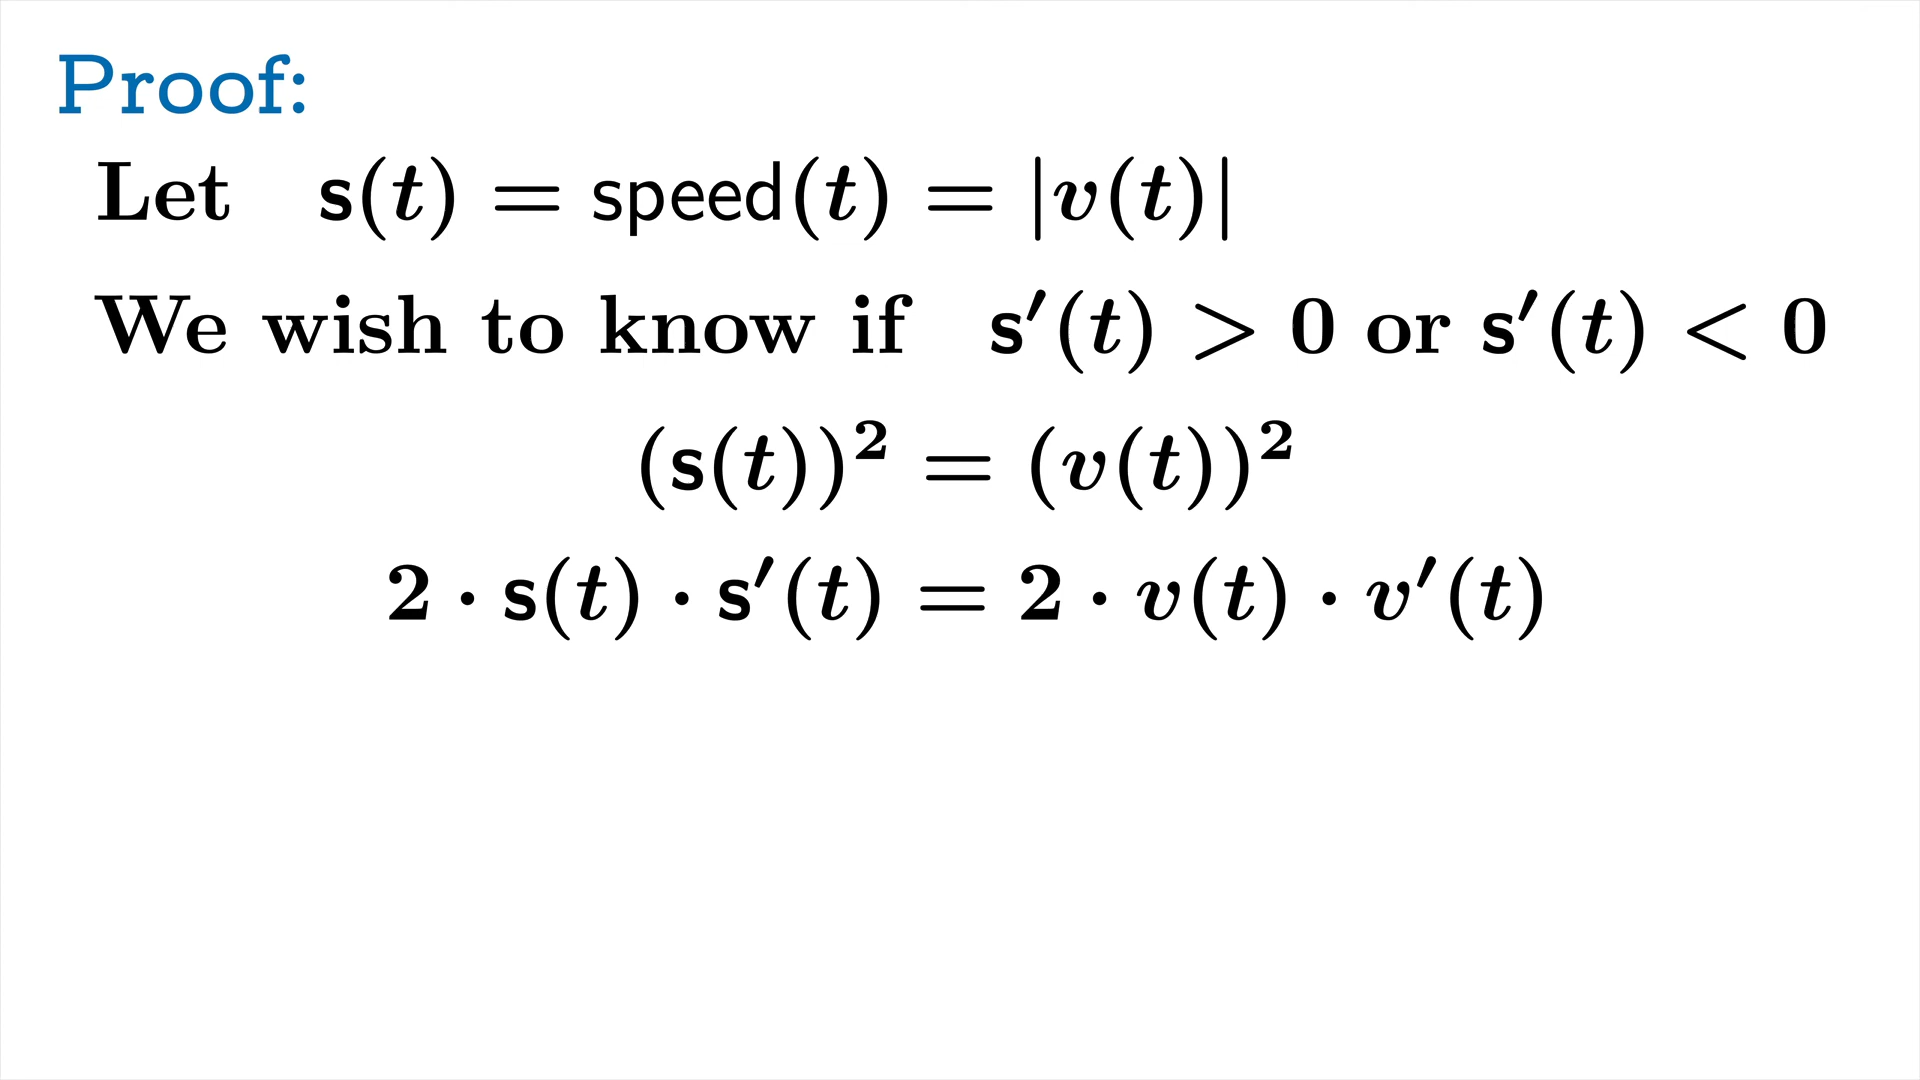 Proof:
Let s(t) = speed(t) = |v(t)|
We wish to know if s′(t) > 0 or s′(t) < 0
(s(t))² = (v(t))²
2 · s(t) · s′(t) = 2 · v(t) · v′(t)